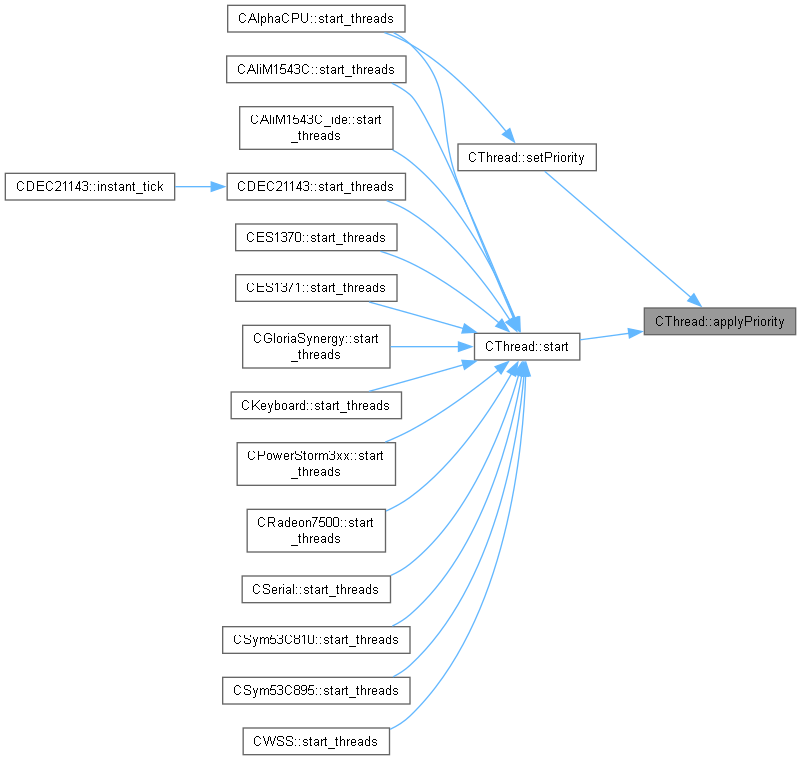 CAlphaCPU::start_threads
CAliM1543C::start_threads
CAliM1543C_ide::start
_threads
CThread::setPriority
CDEC21143::instant_tick
CDEC21143::start_threads
CES1370::start_threads
CES1371::start_threads
CThread::applyPriority
CGloriaSynergy::start
_threads
CThread::start
CKeyboard::start_threads
CPowerStorm3xx::start
_threads
CRadeon7500::start
_threads
CSerial::start_threads
CSym53C810::start_threads
CSym53C895::start_threads
CWSS::start_threads